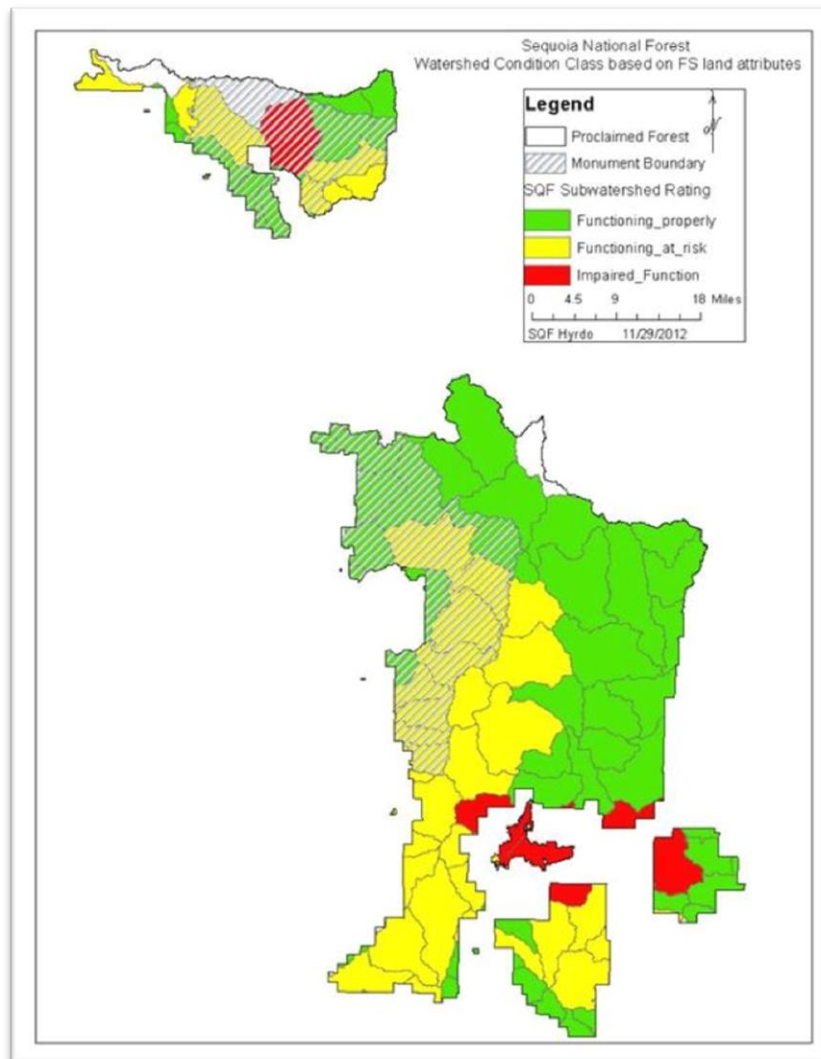 Sequoia National Forest
Watershed Condition Class based on FS land attributes
Legend
Proclaimed Forest
Monument Boundary
SQF Subwatershed Rating
Functioning_properly
Functioning_at_risk
Impaired_Function
0 4.5 9 18 Miles
SQF Hyrdo 11/29/2012